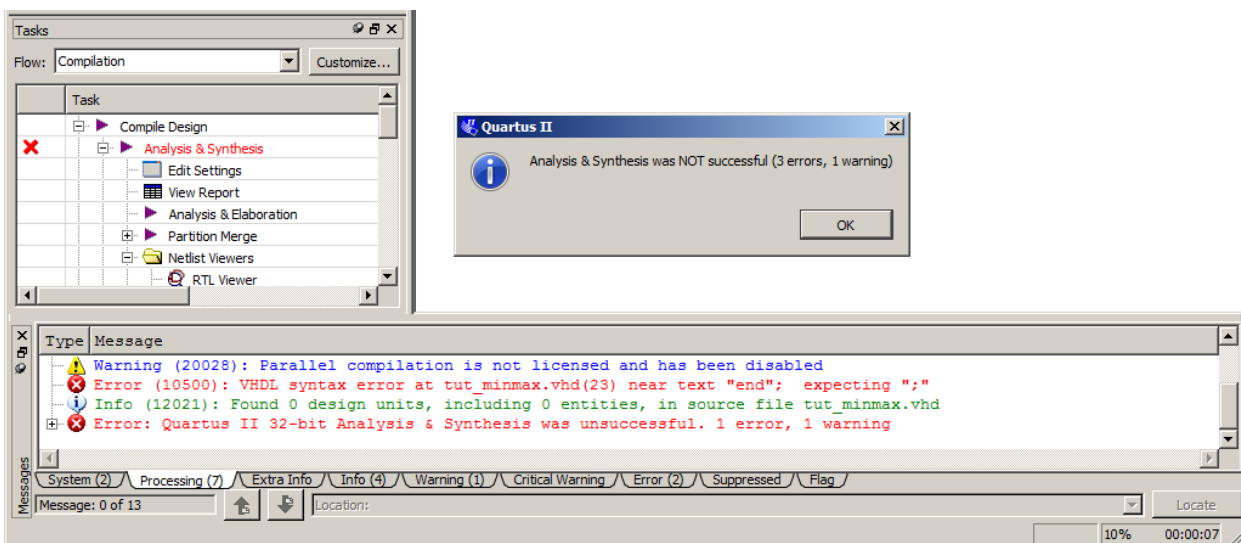 Tasks
Flow: Compilation Customize...
Task
Compile Design
Analysis & Synthesis
Edit Settings
View Report
Analysis & Elaboration
Partition Merge
Netlist Viewers
RTL Viewer
Quartus II
Analysis & Synthesis was NOT successful (3 errors, 1 warning)
OK
Type Message
Warning (20028): Parallel compilation is not licensed and has been disabled
Error (10500): VHDL syntax error at tut_minmax.vhd(23) near text "end"; expecting ";"
Info (12021): Found 0 design units, including 0 entities, in source file tut_minmax.vhd
Error: Quartus II 32-bit Analysis & Synthesis was unsuccessful. 1 error, 1 warning
Messages
System (2) Processing (7) Extra Info Info (4) Warning (1) Critical Warning Error (2) Suppressed Flag
Message: 0 of 13 Location: Locate
10% 00:00:07